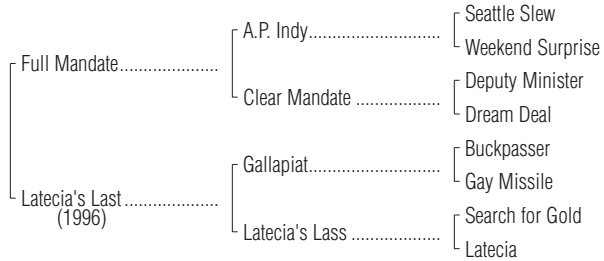 Seattle Slew
A.P. Indy
Weekend Surprise
Full Mandate
Deputy Minister
Clear Mandate
Dream Deal
Buckpasser
Gallapiat
Gay Missile
Latecia's Last
(1996)
Search for Gold
Latecia's Lass
Latecia